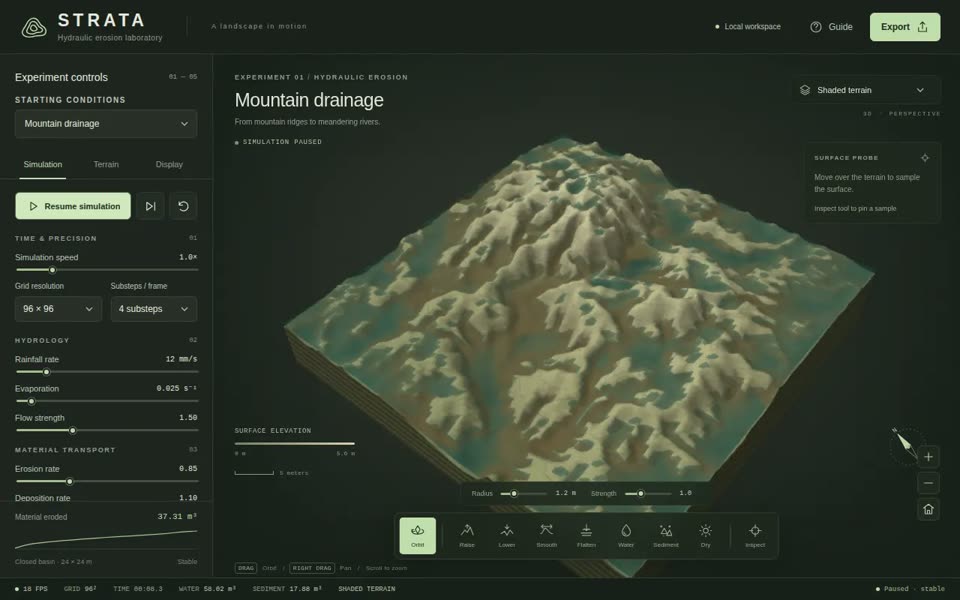 STRATA
Hydraulic erosion laboratory
A landscape in motion
Local workspace
Guide
Export
Experiment controls
01 — 05
STARTING CONDITIONS
Mountain drainage
Simulation
Terrain
Display
Resume simulation
TIME & PRECISION
01
Simulation speed
1.0×
Grid resolution
Substeps / frame
96 × 96
4 substeps
HYDROLOGY
02
Rainfall rate
12 mm/s
Evaporation
0.025 s⁻¹
Flow strength
1.50
MATERIAL TRANSPORT
03
Erosion rate
0.85
Deposition rate
1.10
Material eroded
37.31 m³
Closed basin · 24 × 24 m
Stable
EXPERIMENT 01 / HYDRAULIC EROSION
Mountain drainage
From mountain ridges to meandering rivers.
SIMULATION PAUSED
Shaded terrain
3D · PERSPECTIVE
SURFACE PROBE
Move over the terrain to sample
the surface.
Inspect tool to pin a sample
SURFACE ELEVATION
0 M
5.0 M
5 meters
N
Radius
1.2 m
Strength
1.0
Orbit
Raise
Lower
Smooth
Flatten
Water
Sediment
Dry
Inspect
DRAG Orbit / RIGHT DRAG Pan / Scroll to zoom
18 FPS
GRID 96²
TIME 00:08.3
WATER 58.02 m³
SEDIMENT 17.88 m³
SHADED TERRAIN
Paused · stable